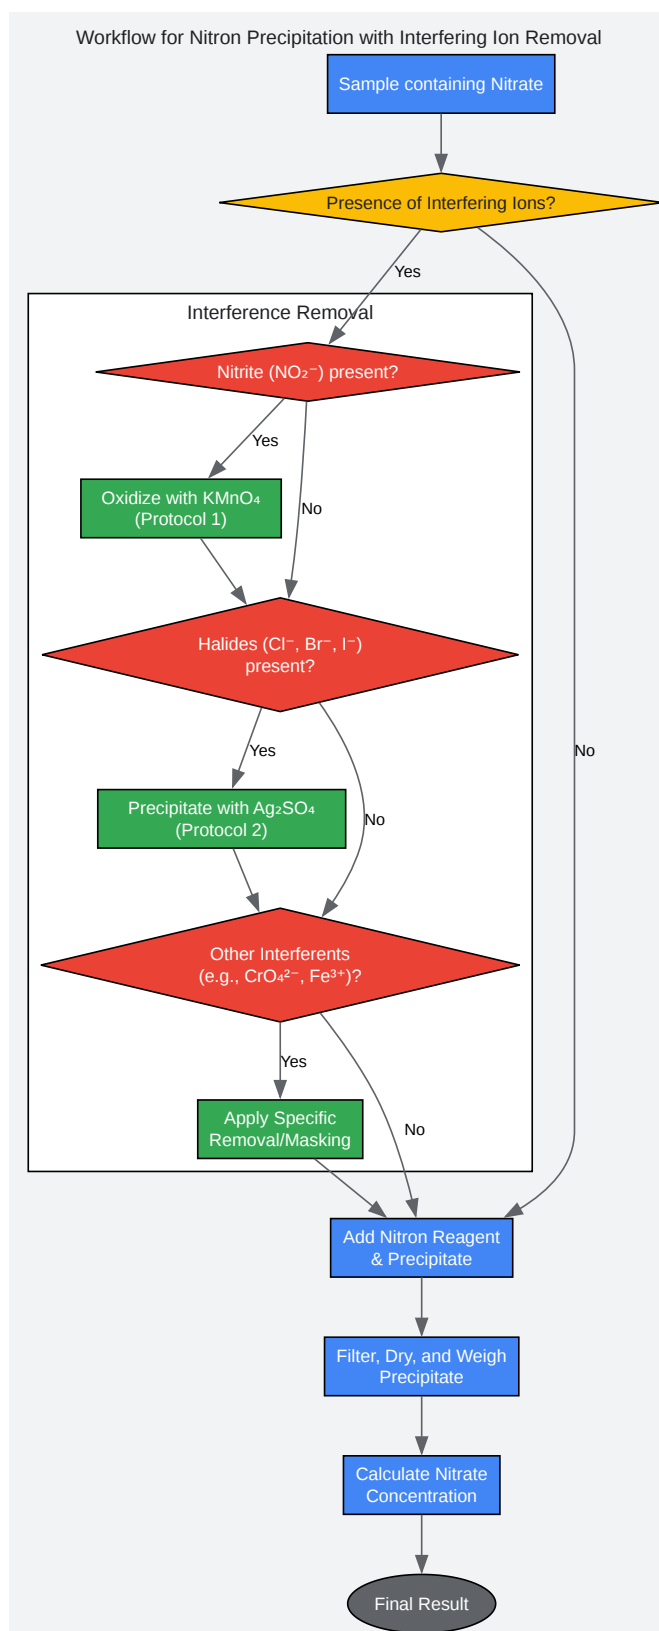 Workflow for Nitron Precipitation with Interfering Ion Removal
Sample containing Nitrate
Presence of Interfering Ions?
Yes
Interference Removal
Nitrite (NO₂⁻) present?
Yes
Oxidize with KMnO₄
(Protocol 1)
No
Halides (Cl⁻, Br⁻, I⁻)
present?
Yes
No
Precipitate with Ag₂SO₄
(Protocol 2)
No
Other Interferents
(e.g., CrO₄²⁻, Fe³⁺)?
Yes
Apply Specific
Removal/Masking
No
Add Nitron Reagent
& Precipitate
Filter, Dry, and Weigh
Precipitate
Calculate Nitrate
Concentration
Final Result